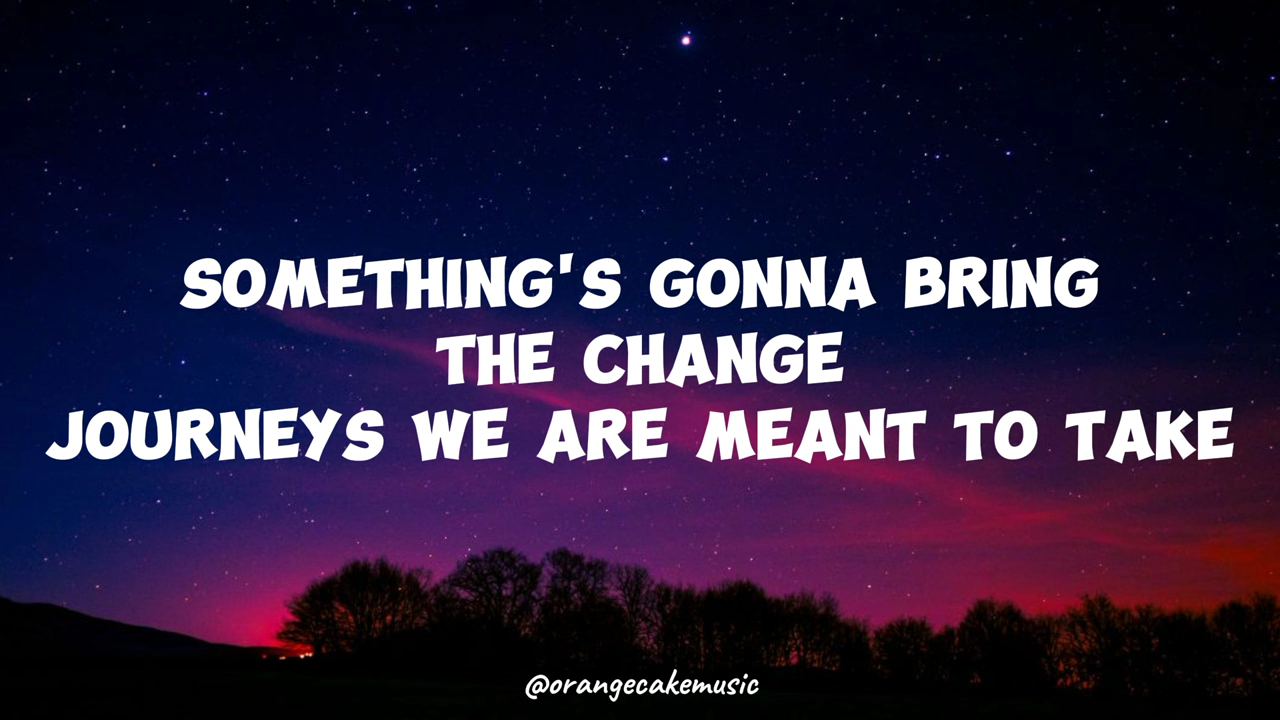 SOMETHING'S GONNA BRING
THE CHANGE
JOURNEYS WE ARE MEANT TO TAKE
@orangecakemusic